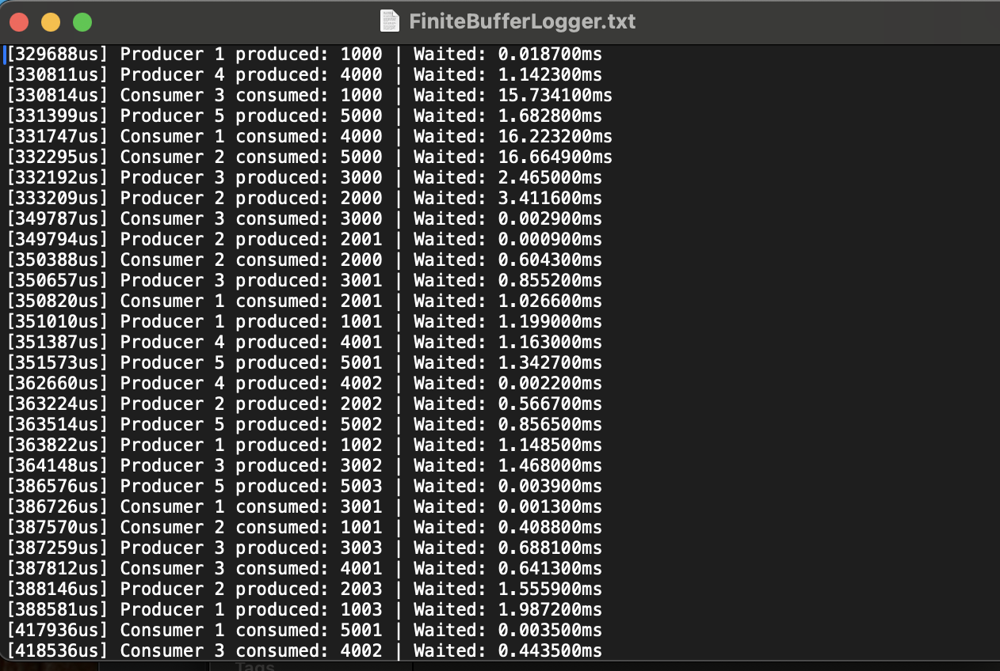 FiniteBufferLogger.txt
[329688us] Producer 1 produced: 1000 | Waited: 0.018700ms
[330811us] Producer 4 produced: 4000 | Waited: 1.142300ms
[330814us] Consumer 3 consumed: 1000 | Waited: 15.734100ms
[331399us] Producer 5 produced: 5000 | Waited: 1.682800ms
[331747us] Consumer 1 consumed: 4000 | Waited: 16.223200ms
[332295us] Consumer 2 consumed: 5000 | Waited: 16.664900ms
[332192us] Producer 3 produced: 3000 | Waited: 2.465000ms
[333209us] Producer 2 produced: 2000 | Waited: 3.411600ms
[349787us] Consumer 3 consumed: 3000 | Waited: 0.002900ms
[349794us] Producer 2 produced: 2001 | Waited: 0.000900ms
[350388us] Consumer 2 consumed: 2000 | Waited: 0.604300ms
[350657us] Producer 3 produced: 3001 | Waited: 0.855200ms
[350820us] Consumer 1 consumed: 2001 | Waited: 1.026600ms
[351010us] Producer 1 produced: 1001 | Waited: 1.199000ms
[351387us] Producer 4 produced: 4001 | Waited: 1.163000ms
[351573us] Producer 5 produced: 5001 | Waited: 1.342700ms
[362660us] Producer 4 produced: 4002 | Waited: 0.002200ms
[363224us] Producer 2 produced: 2002 | Waited: 0.566700ms
[363514us] Producer 5 produced: 5002 | Waited: 0.856500ms
[363822us] Producer 1 produced: 1002 | Waited: 1.148500ms
[364148us] Producer 3 produced: 3002 | Waited: 1.468000ms
[386576us] Producer 5 produced: 5003 | Waited: 0.003900ms
[386726us] Consumer 1 consumed: 3001 | Waited: 0.001300ms
[387570us] Consumer 2 consumed: 1001 | Waited: 0.408800ms
[387259us] Producer 3 produced: 3003 | Waited: 0.688100ms
[387812us] Consumer 3 consumed: 4001 | Waited: 0.641300ms
[388146us] Producer 2 produced: 2003 | Waited: 1.555900ms
[388581us] Producer 1 produced: 1003 | Waited: 1.987200ms
[417936us] Consumer 1 consumed: 5001 | Waited: 0.003500ms
[418536us] Consumer 3 consumed: 4002 | Waited: 0.443500ms
Tags